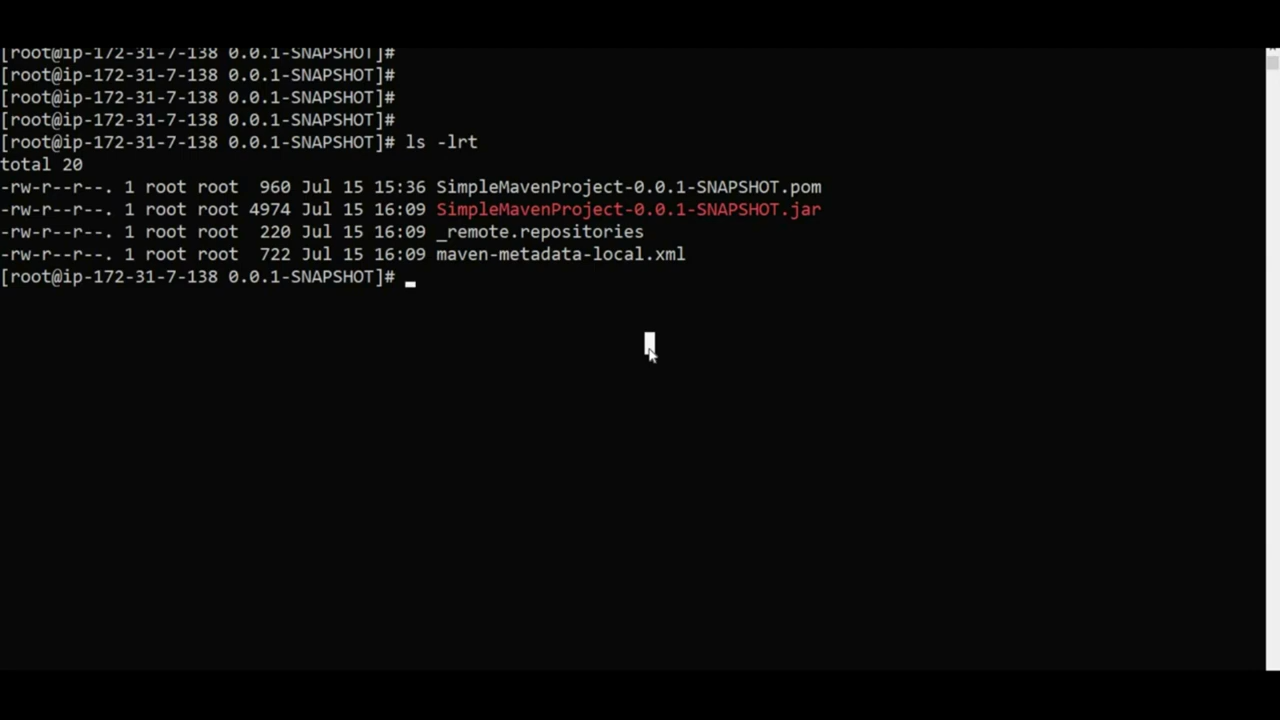 [root@ip-172-31-7-138 0.0.1-SNAPSHOT]#
[root@ip-172-31-7-138 0.0.1-SNAPSHOT]#
[root@ip-172-31-7-138 0.0.1-SNAPSHOT]#
[root@ip-172-31-7-138 0.0.1-SNAPSHOT]#
[root@ip-172-31-7-138 0.0.1-SNAPSHOT]# ls -lrt
total 20
-rw-r--r--. 1 root root  960 Jul 15 15:36 SimpleMavenProject-0.0.1-SNAPSHOT.pom
-rw-r--r--. 1 root root 4974 Jul 15 16:09 SimpleMavenProject-0.0.1-SNAPSHOT.jar
-rw-r--r--. 1 root root  220 Jul 15 16:09 _remote.repositories
-rw-r--r--. 1 root root  722 Jul 15 16:09 maven-metadata-local.xml
[root@ip-172-31-7-138 0.0.1-SNAPSHOT]#